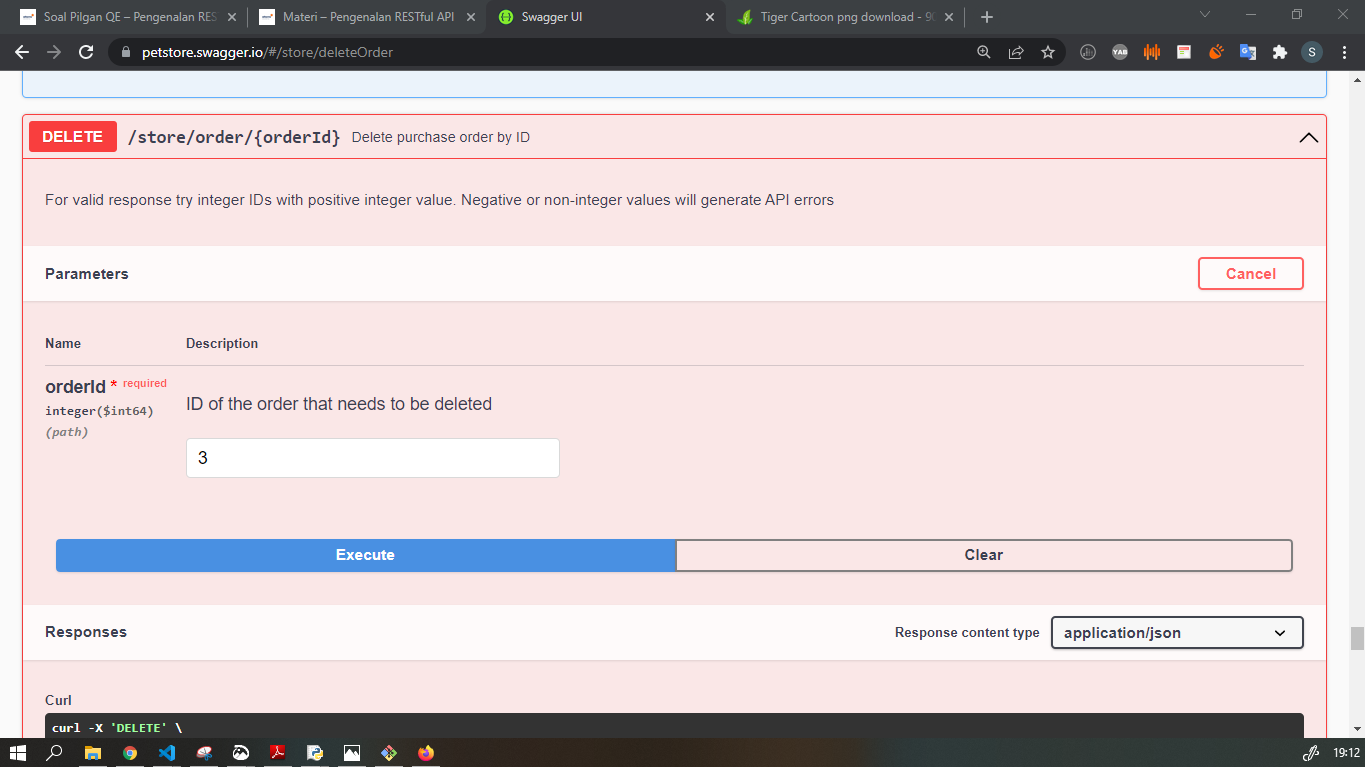 Soal Pilgan QE – Pengenalan RES
Materi – Pengenalan RESTful API
Swagger UI
Tiger Cartoon png download - 90
petstore.swagger.io/#/store/deleteOrder
YAB
S
DELETE /store/order/{orderId} Delete purchase order by ID
For valid response try integer IDs with positive integer value. Negative or non-integer values will generate API errors
Parameters
Cancel
Name Description
orderId * required
integer($int64)
(path)
ID of the order that needs to be deleted
3
Execute
Clear
Responses
Response content type
application/json
Curl
curl -X 'DELETE' \
19:12